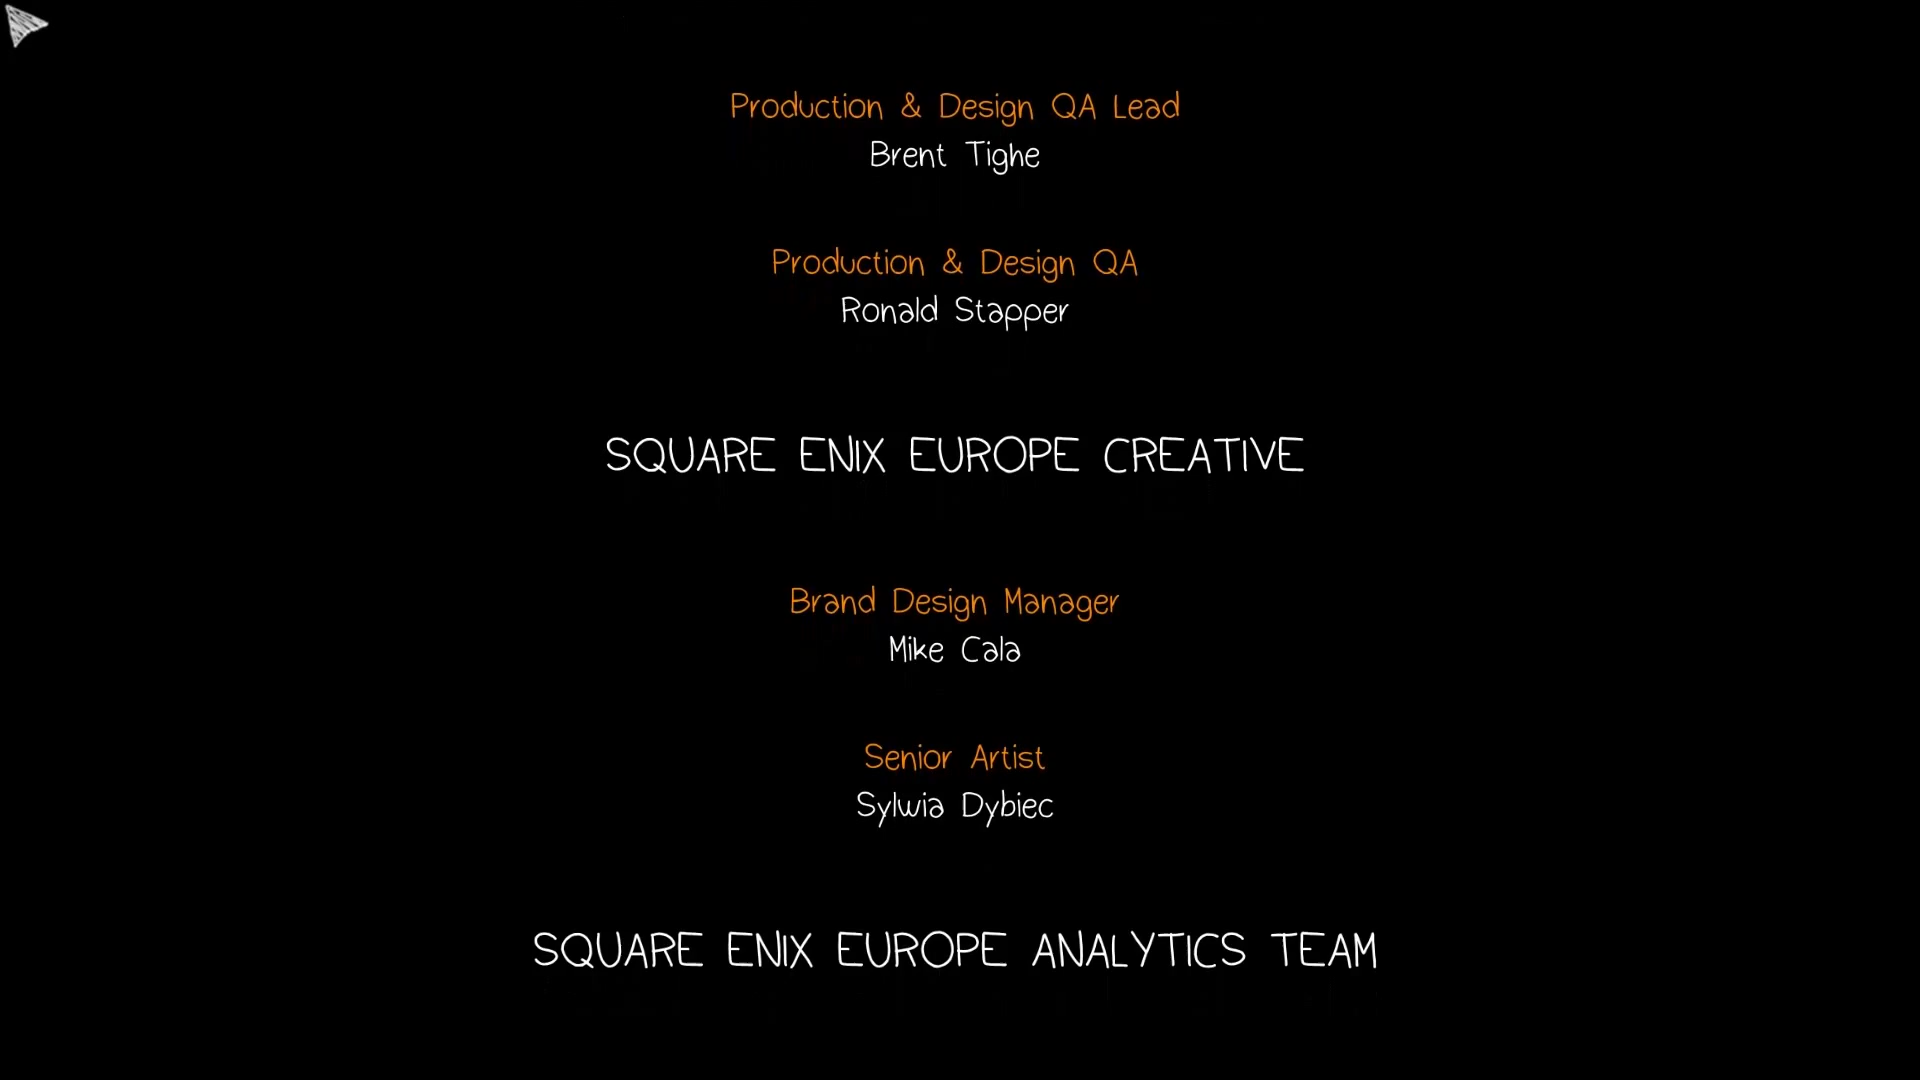 Production & Design QA Lead
Brent Tighe
Production & Design QA
Ronald Stapper
SQUARE ENIX EUROPE CREATIVE
Brand Design Manager
Mike Cala
Senior Artist
Sylwia Dybiec
SQUARE ENIX EUROPE ANALYTICS TEAM